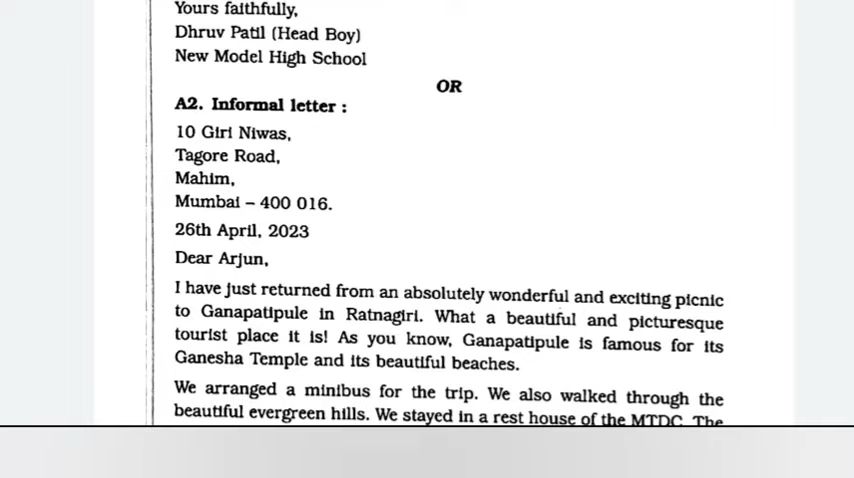 Yours faithfully,
Dhruv Patil (Head Boy)
New Model High School
OR
A2. Informal letter :
10 Giri Niwas,
Tagore Road,
Mahim,
Mumbai – 400 016.
26th April, 2023
Dear Arjun,
I have just returned from an absolutely wonderful and exciting picnic
to Ganapatipule in Ratnagiri. What a beautiful and picturesque
tourist place it is! As you know, Ganapatipule is famous for its
Ganesha Temple and its beautiful beaches.
We arranged a minibus for the trip. We also walked through the
beautiful evergreen hills. We stayed in a rest house of the MTDC. The